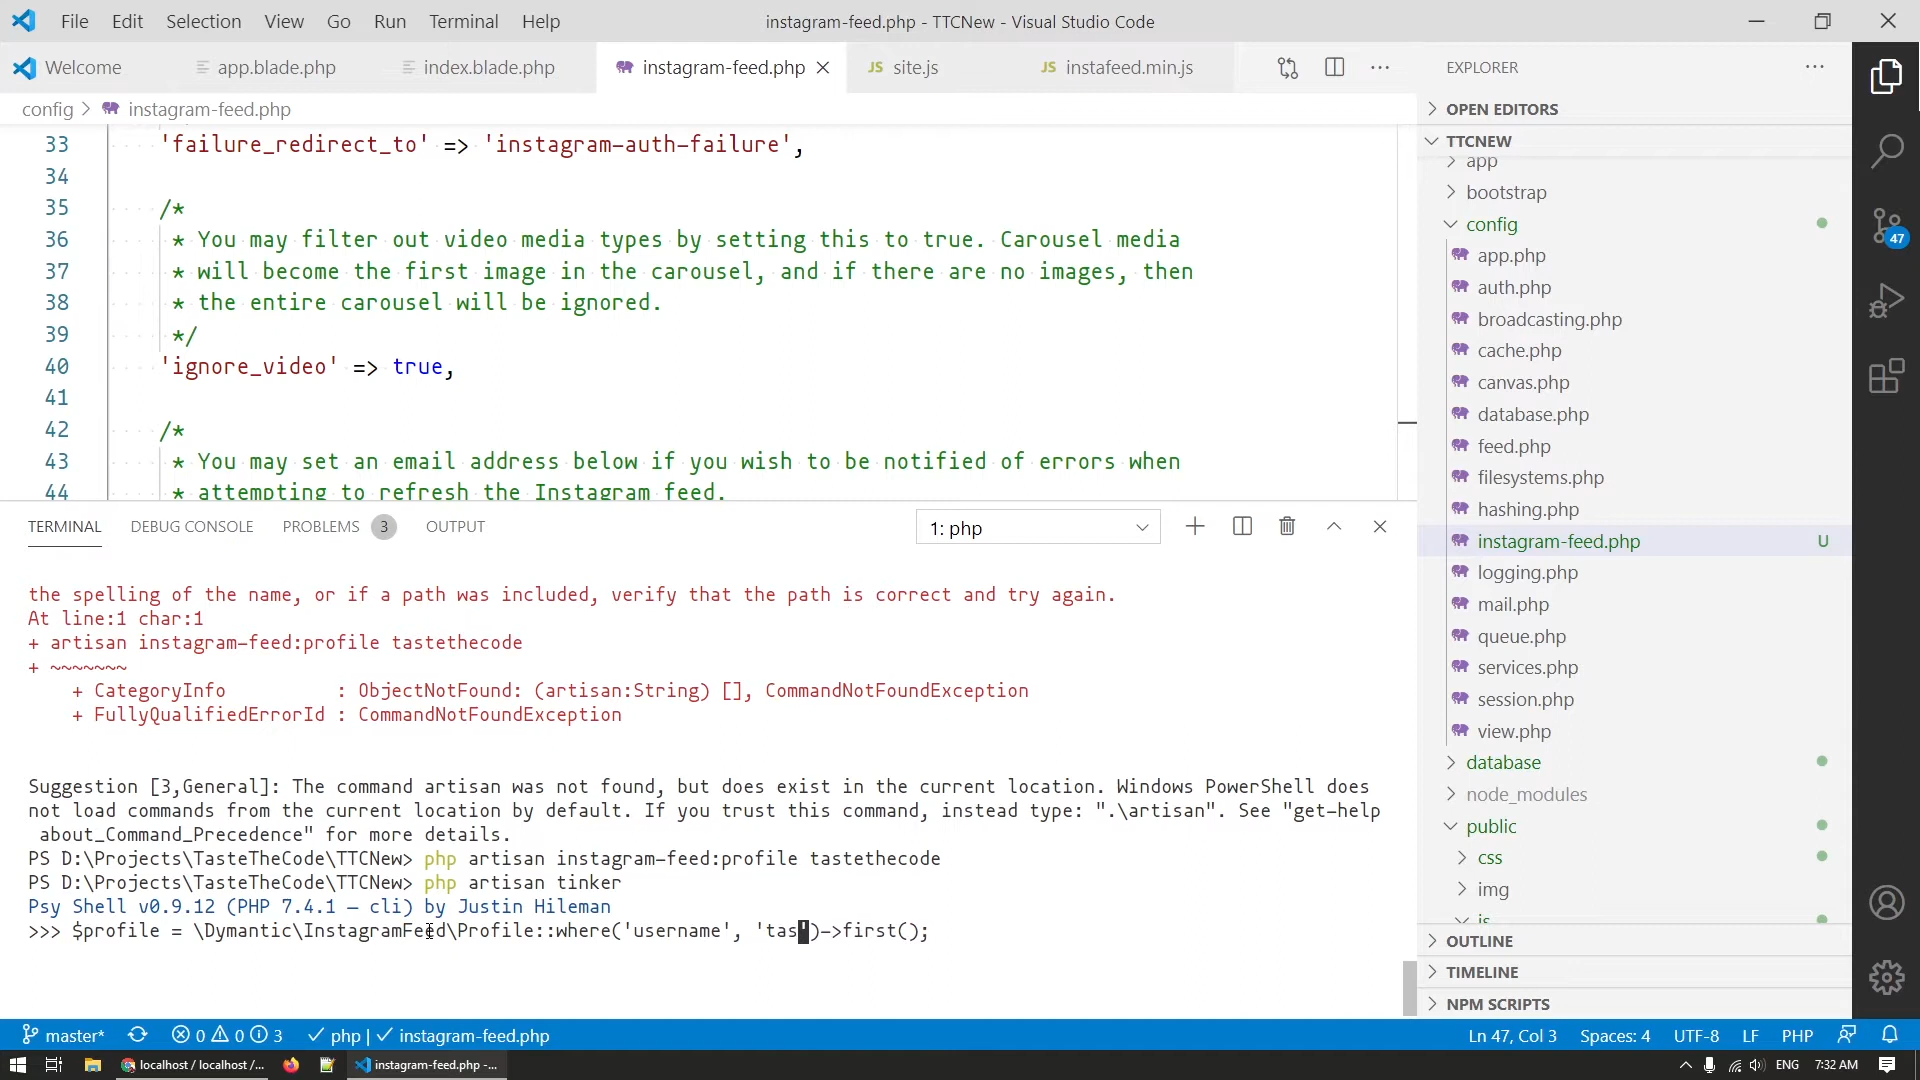 File Edit Selection View Go Run Terminal Help
instagram-feed.php - TTCNew - Visual Studio Code
Welcome
app.blade.php
index.blade.php
instagram-feed.php
JS site.js
JS instafeed.min.js
config > instagram-feed.php
33 'failure_redirect_to' => 'instagram-auth-failure',
34
35 /*
36 * You may filter out video media types by setting this to true. Carousel media
37 * will become the first image in the carousel, and if there are no images, then
38 * the entire carousel will be ignored.
39 */
40 'ignore_video' => true,
41
42 /*
43 * You may set an email address below if you wish to be notified of errors when
44 * attempting to refresh the Instagram feed.
TERMINAL DEBUG CONSOLE PROBLEMS 3 OUTPUT
1: php
the spelling of the name, or if a path was included, verify that the path is correct and try again.
At line:1 char:1
+ artisan instagram-feed:profile tastethecode
+ ~~~~~~~
+ CategoryInfo : ObjectNotFound: (artisan:String) [], CommandNotFoundException
+ FullyQualifiedErrorId : CommandNotFoundException
Suggestion [3,General]: The command artisan was not found, but does exist in the current location. Windows PowerShell does
not load commands from the current location by default. If you trust this command, instead type: ".\artisan". See "get-help
about_Command_Precedence" for more details.
PS D:\Projects\TasteTheCode\TTCNew> php artisan instagram-feed:profile tastethecode
PS D:\Projects\TasteTheCode\TTCNew> php artisan tinker
Psy Shell v0.9.12 (PHP 7.4.1 — cli) by Justin Hileman
>>> $profile = \Dymantic\InstagramFeed\Profile::where('username', 'tas')->first();
EXPLORER
OPEN EDITORS
TTCNEW
app
bootstrap
config
app.php
auth.php
broadcasting.php
cache.php
canvas.php
database.php
feed.php
filesystems.php
hashing.php
instagram-feed.php U
logging.php
mail.php
queue.php
services.php
session.php
view.php
database
node_modules
public
css
img
js
OUTLINE
TIMELINE
NPM SCRIPTS
47
master* 0 0 3 php | instagram-feed.php
Ln 47, Col 3 Spaces: 4 UTF-8 LF PHP
localhost / localhost /...
instagram-feed.php -...
ENG 7:32 AM